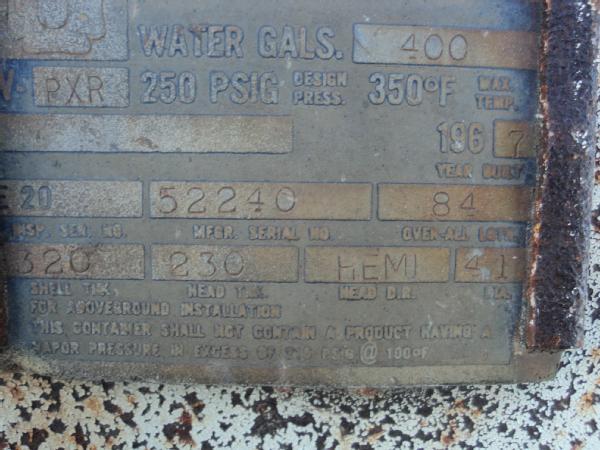 WATER GALS. 400
W- PXR 250 PSIG DESIGN PRESS. 350°F MAX. TEMP.
196 7
YEAR BUILT
E 20 52240 84
INSP. SER. NO. MFGR. SERIAL NO. OVER-ALL LGTH.
320 230 HEMI 41
SHELL THK. HEAD THK. HEAD D.R. DIA.
FOR ABOVEGROUND INSTALLATION
THIS CONTAINER SHALL NOT CONTAIN A PRODUCT HAVING A
VAPOR PRESSURE IN EXCESS OF PSIG @ 100°F